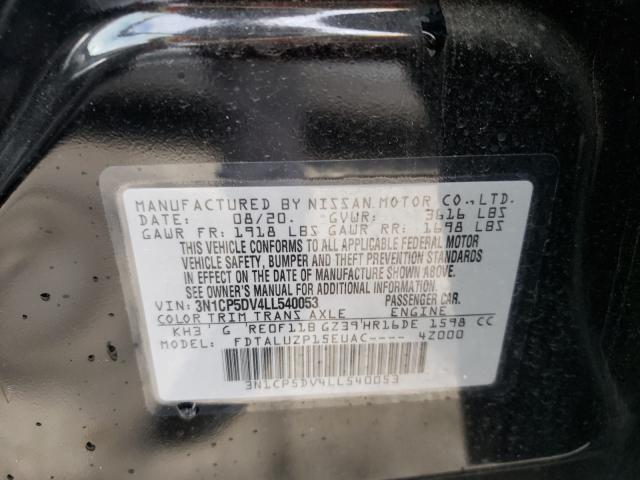 MANUFACTURED BY NISSAN MOTOR CO., LTD.
DATE: 08/20. GVWR: 3616 LBS
GAWR FR: 1918 LBS GAWR RR: 1698 LBS
THIS VEHICLE CONFORMS TO ALL APPLICABLE FEDERAL MOTOR
VEHICLE SAFETY, BUMPER AND THEFT PREVENTION STANDARDS
IN EFFECT ON THE DATE OF MANUFACTURE SHOWN ABOVE.
SEE OWNER'S MANUAL FOR ADDITIONAL INFORMATION.
VIN: 3N1CP5DV4LL540053 PASSENGER CAR
COLOR TRIM TRANS AXLE ENGINE
KH3 G RE0F11B GZ39 HR16DE 1598 CC
MODEL: FDTALUZP15EUAC---- 4Z000
3N1CP5DV4LL540053